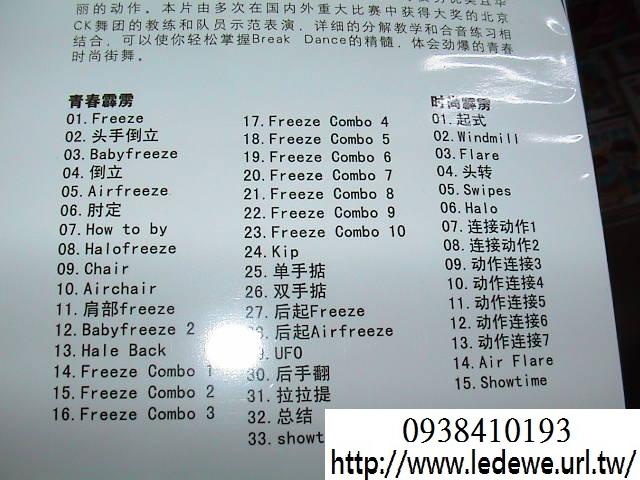 丽的动作。本片由多次在国内外重大比赛中获得大奖的北京
CK舞团的教练和队员示范表演，详细的分解教学和合音练习相
结合，可以使你轻松掌握Break Dance的精髓，体会劲爆的青春
时尚街舞。
青春霹雳
01.Freeze
02.头手倒立
03.Babyfreeze
04.倒立
05.Airfreeze
06.肘定
07.How to by
08.Halofreeze
09.Chair
10.Airchair
11.肩部freeze
12.Babyfreeze 2
13.Hale Back
14.Freeze Combo 1
15.Freeze Combo 2
16.Freeze Combo 3
17.Freeze Combo 4
18.Freeze Combo 5
19.Freeze Combo 6
20.Freeze Combo 7
21.Freeze Combo 8
22.Freeze Combo 9
23.Freeze Combo 10
24.Kip
25.单手掂
26.双手掂
27.后起Freeze
28.后起Airfreeze
29.UFO
30.后手翻
31.拉拉提
32.总结
33.showt
时尚霹雳
01.起式
02.Windmill
03.Flare
04.头转
05.Swipes
06.Halo
07.连接动作1
08.连接动作2
09.动作连接3
10.动作连接4
11.动作连接5
12.动作连接6
13.动作连接7
14.Air Flare
15.Showtime
0938410193
http://www.ledewe.url.tw/